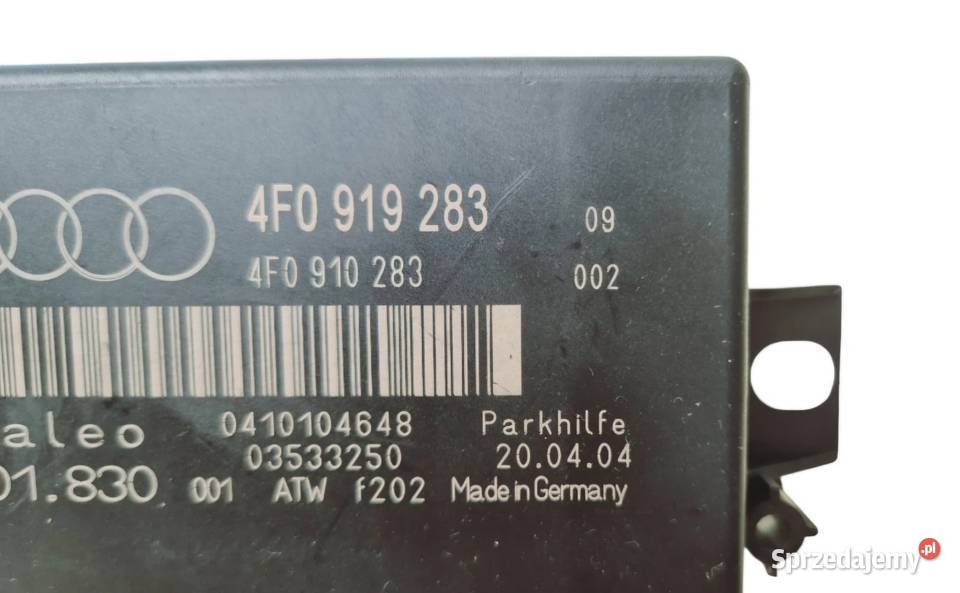 4F0 919 283 09
4F0 910 283 002
aleo 0410104648 Parkhilfe
03533250 20.04.04
01.830 001 ATW f202 Made in Germany
Sprzedajemy.pl